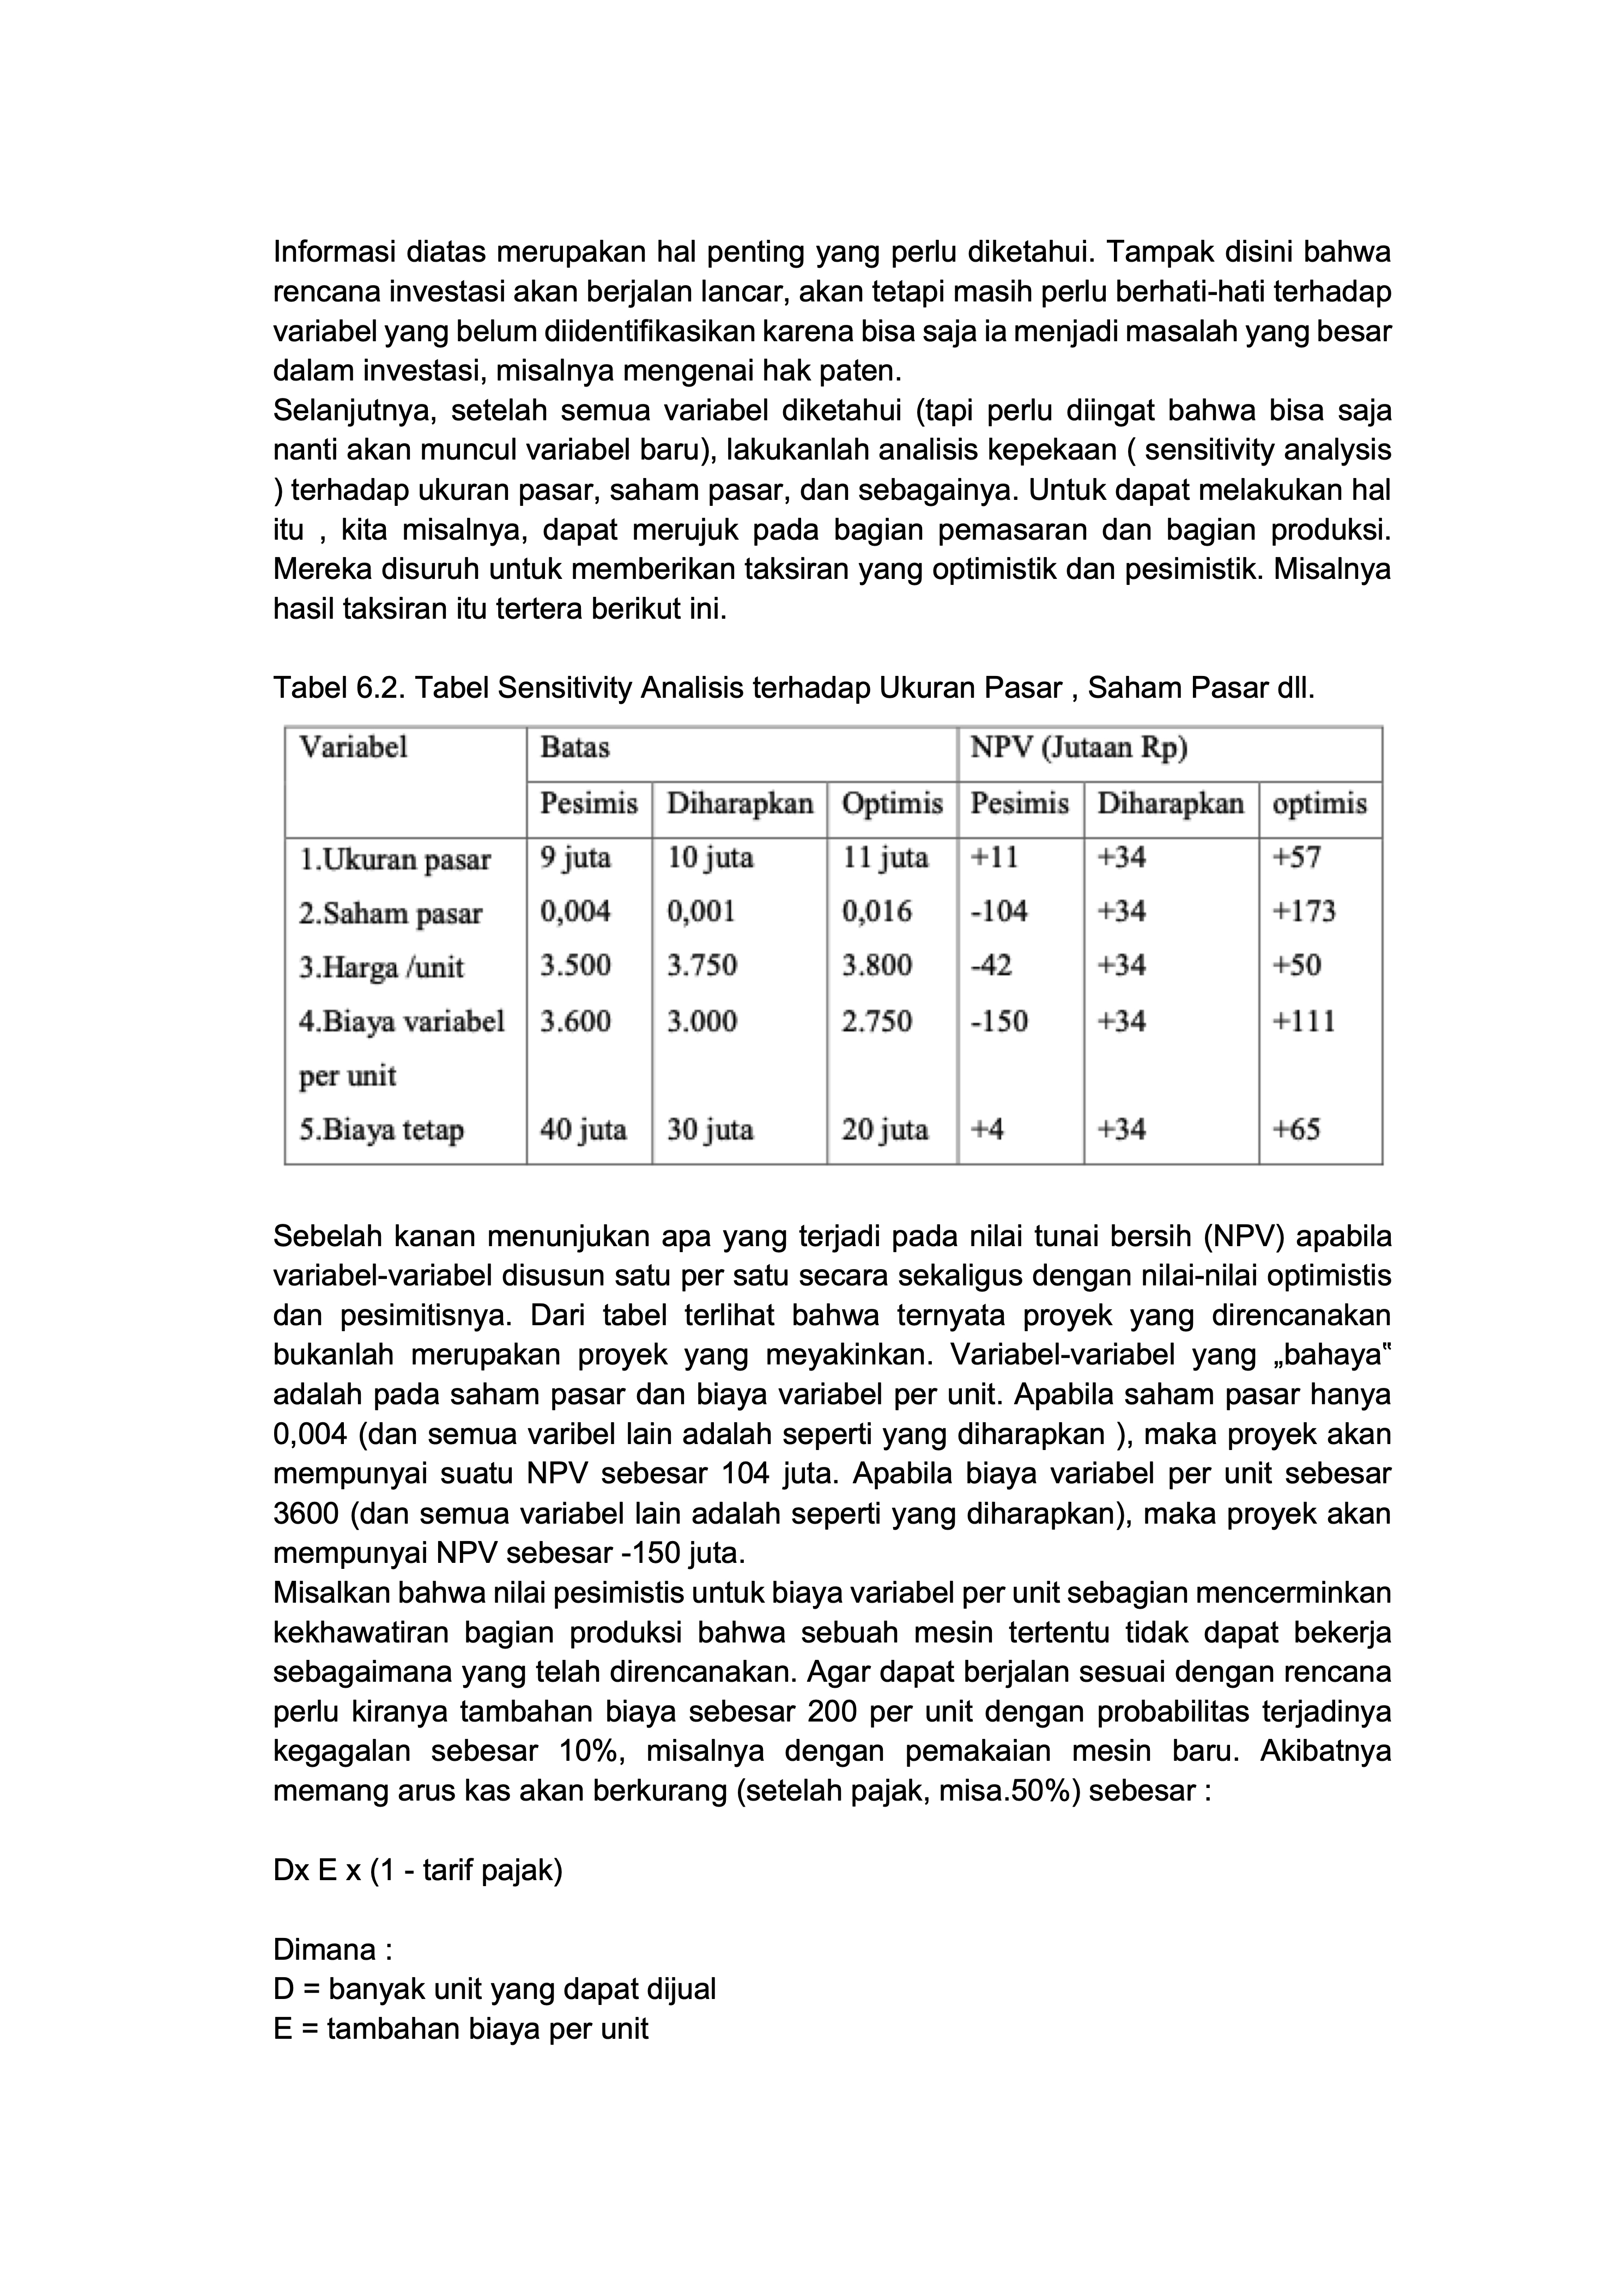 Informasi diatas merupakan hal penting yang perlu diketahui. Tampak disini bahwa
rencana investasi akan berjalan lancar, akan tetapi masih perlu berhati-hati terhadap
variabel yang belum diidentifikasikan karena bisa saja ia menjadi masalah yang besar
dalam investasi, misalnya mengenai hak paten.
Selanjutnya, setelah semua variabel diketahui (tapi perlu diingat bahwa bisa saja
nanti akan muncul variabel baru), lakukanlah analisis kepekaan ( sensitivity analysis
) terhadap ukuran pasar, saham pasar, dan sebagainya. Untuk dapat melakukan hal
itu , kita misalnya, dapat merujuk pada bagian pemasaran dan bagian produksi.
Mereka disuruh untuk memberikan taksiran yang optimistik dan pesimistik. Misalnya
hasil taksiran itu tertera berikut ini.
Tabel 6.2. Tabel Sensitivity Analisis terhadap Ukuran Pasar , Saham Pasar dll.
Variabel Batas NPV (Jutaan Rp)
Pesimis Diharapkan Optimis Pesimis Diharapkan optimis
1.Ukuran pasar 9 juta 10 juta 11 juta +11 +34 +57
2.Saham pasar 0,004 0,001 0,016 -104 +34 +173
3.Harga /unit 3.500 3.750 3.800 -42 +34 +50
4.Biaya variabel 3.600 3.000 2.750 -150 +34 +111
per unit
5.Biaya tetap 40 juta 30 juta 20 juta +4 +34 +65
Sebelah kanan menunjukan apa yang terjadi pada nilai tunai bersih (NPV) apabila
variabel-variabel disusun satu per satu secara sekaligus dengan nilai-nilai optimistis
dan pesimitisnya. Dari tabel terlihat bahwa ternyata proyek yang direncanakan
bukanlah merupakan proyek yang meyakinkan. Variabel-variabel yang „bahaya‟
adalah pada saham pasar dan biaya variabel per unit. Apabila saham pasar hanya
0,004 (dan semua varibel lain adalah seperti yang diharapkan ), maka proyek akan
mempunyai suatu NPV sebesar 104 juta. Apabila biaya variabel per unit sebesar
3600 (dan semua variabel lain adalah seperti yang diharapkan), maka proyek akan
mempunyai NPV sebesar -150 juta.
Misalkan bahwa nilai pesimistis untuk biaya variabel per unit sebagian mencerminkan
kekhawatiran bagian produksi bahwa sebuah mesin tertentu tidak dapat bekerja
sebagaimana yang telah direncanakan. Agar dapat berjalan sesuai dengan rencana
perlu kiranya tambahan biaya sebesar 200 per unit dengan probabilitas terjadinya
kegagalan sebesar 10%, misalnya dengan pemakaian mesin baru. Akibatnya
memang arus kas akan berkurang (setelah pajak, misa.50%) sebesar :
Dx E x (1 - tarif pajak)
Dimana :
D = banyak unit yang dapat dijual
E = tambahan biaya per unit